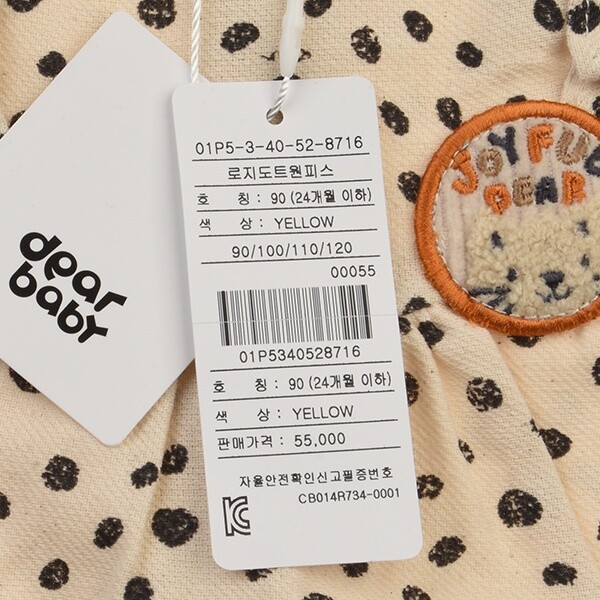 dear
baby
01P5-3-40-52-8716
로지도트원피스
호 칭 : 90 (24개월 이하)
색 상 : YELLOW
90/100/110/120
00055
01P5340528716
호 칭 : 90 (24개월 이하)
색 상 : YELLOW
판매가격 : 55,000
자율안전확인신고필증번호
CB014R734-0001
JOYFUL
DEAR